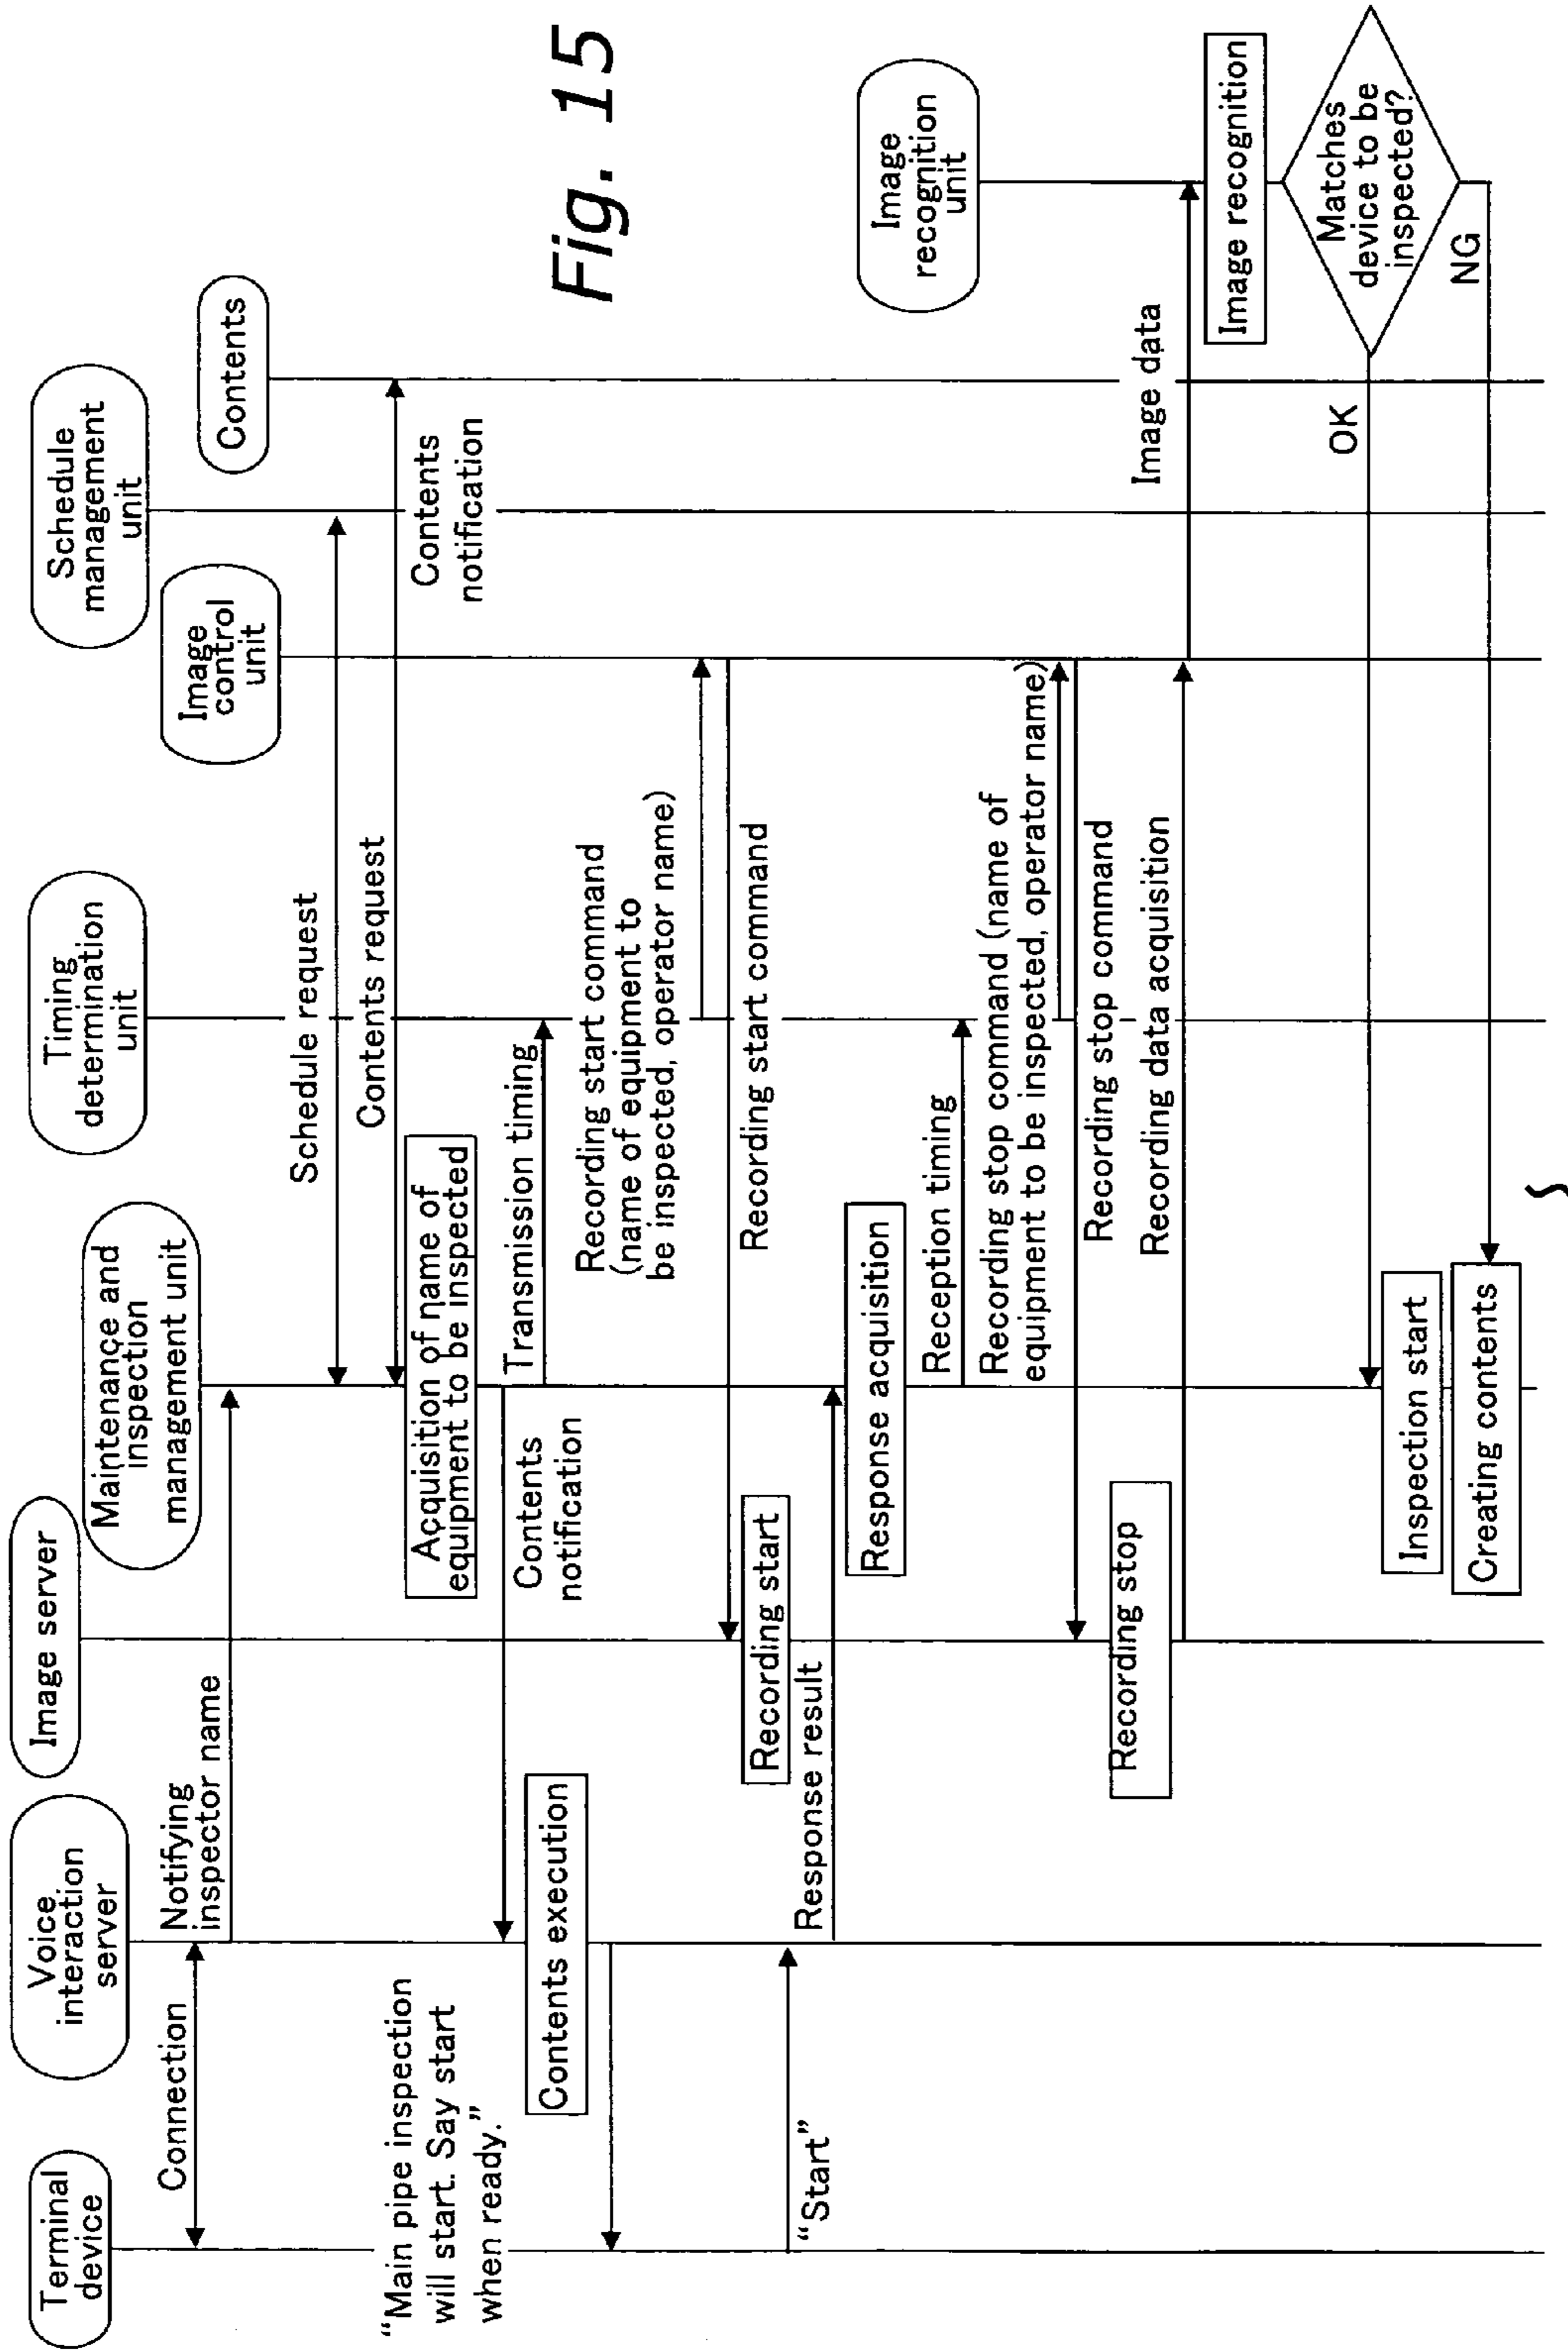 Fig. 15
Terminal
device
Voice
interaction
server
Image server
Maintenance and
inspection
management unit
Timing
determination
unit
Image
control
unit
Schedule
management
unit
Contents
Image
recognition
unit
Connection
Notifying
inspector name
Schedule request
Contents request
Contents
notification
Acquisition of name of
equipment to be inspected
Transmission timing
Contents
notification
Contents execution
“Main pipe inspection
will start. Say start
when ready.”
Recording start command
(name of equipment to
be inspected, operator name)
Recording start command
Recording start
“Start”
Response result
Response acquisition
Reception timing
Recording stop command (name of
equipment to be inspected, operator name)
Recording stop command
Recording stop
Recording data acquisition
Image data
Image recognition
Matches
device to be
inspected?
OK
NG
Inspection start
Creating contents